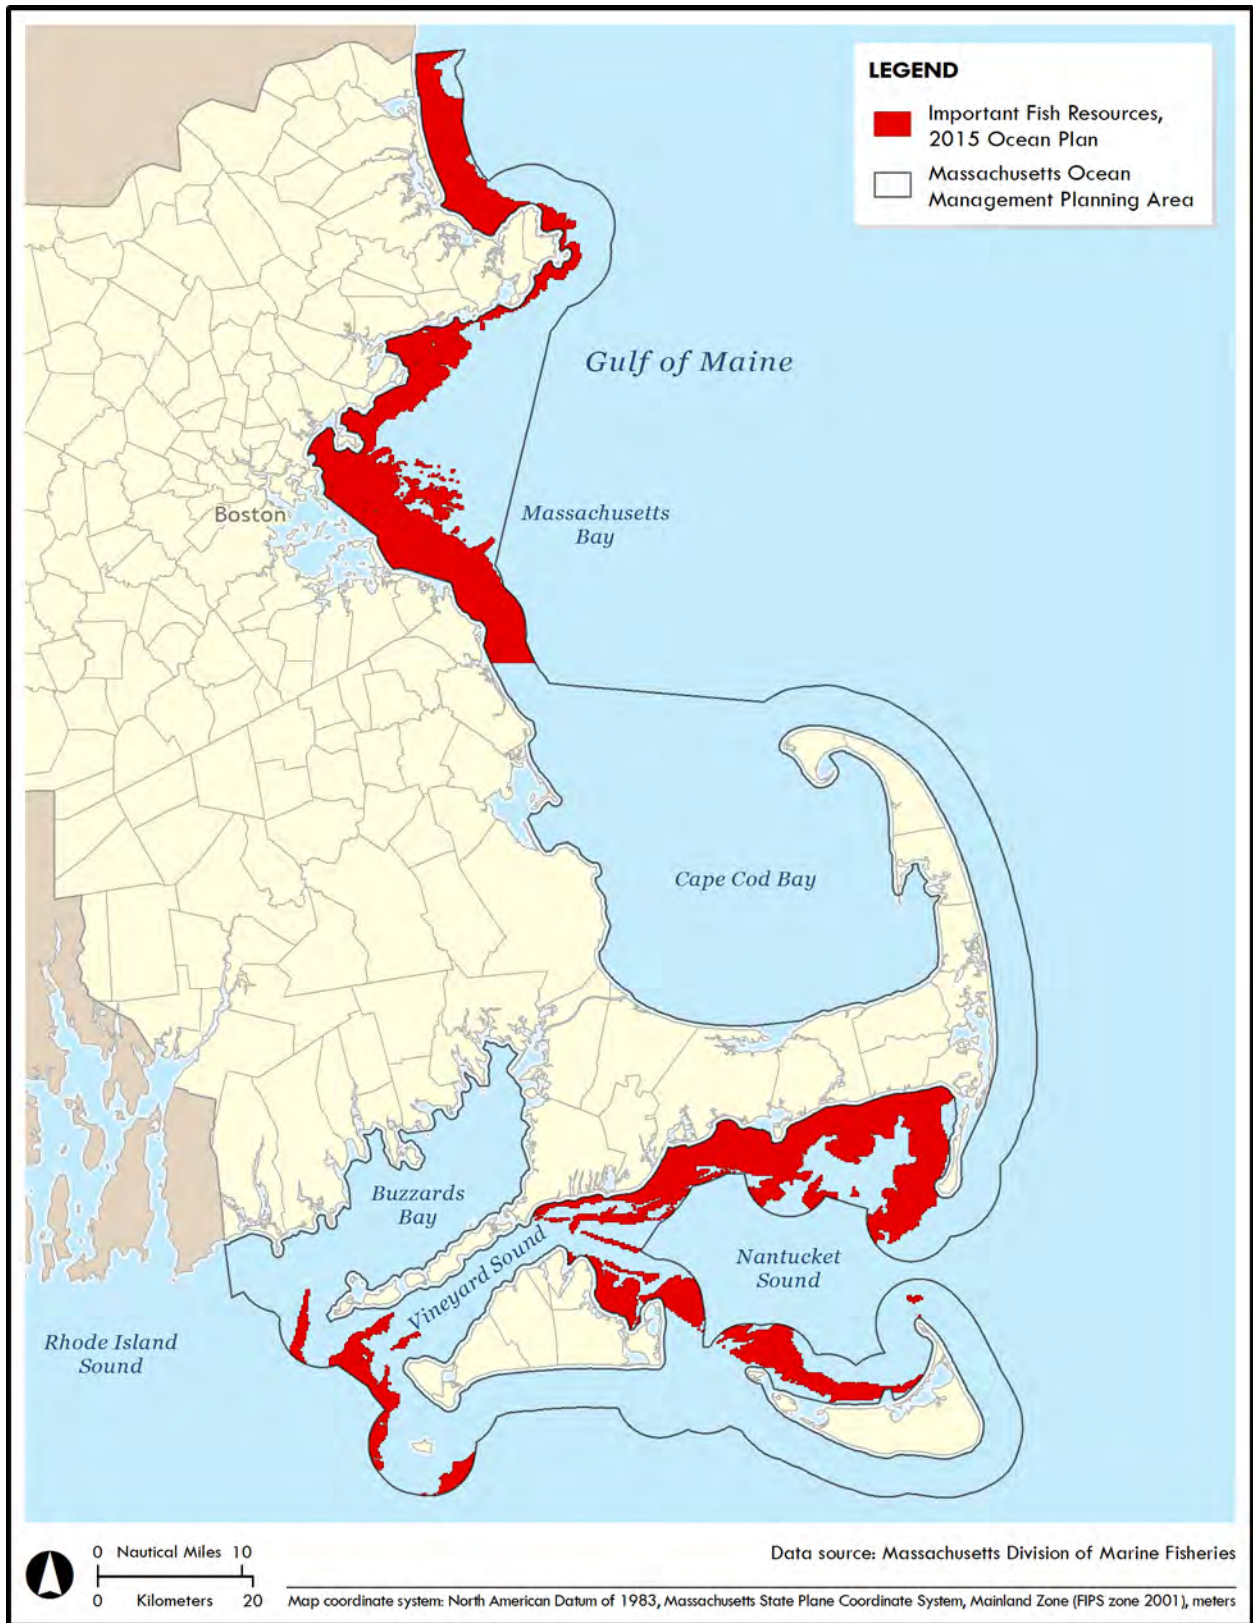 LEGEND
Important Fish Resources,
2015 Ocean Plan
Massachusetts Ocean
Management Planning Area
Gulf of Maine
Massachusetts
Bay
Boston
Cape Cod Bay
Buzzards
Bay
Vineyard Sound
Nantucket
Sound
Rhode Island
Sound
0 Nautical Miles 10
0 Kilometers 20
Data source: Massachusetts Division of Marine Fisheries
Map coordinate system: North American Datum of 1983, Massachusetts State Plane Coordinate System, Mainland Zone (FIPS zone 2001), meters